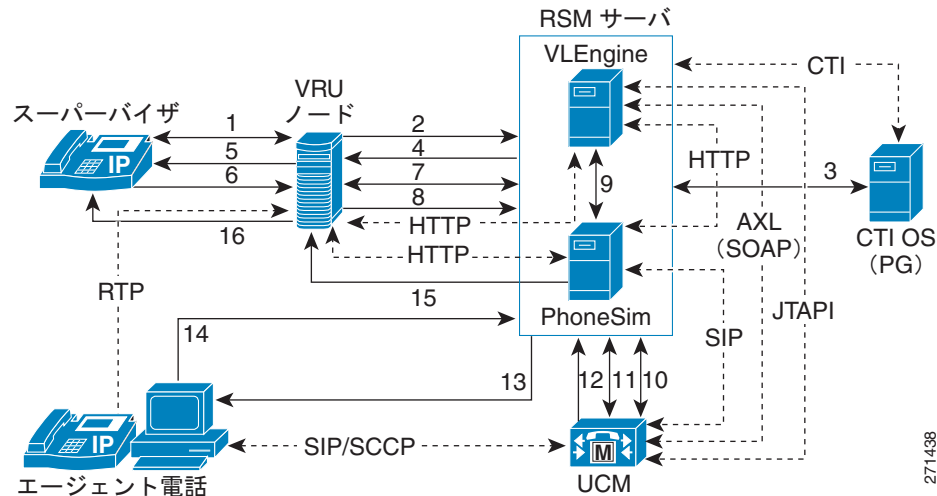 RSM サーバ
VLEngine
CTI
VRU
ノード
スーパーバイザ
IP
1
2
5
4
HTTP
3
6
7
9
8
HTTP
AXL
(SOAP)
CTI OS
(PG)
16
HTTP
RTP
15
14
PhoneSim
SIP
JTAPI
13
12
11
10
IP
SIP/SCCP
M
エージェント電話
UCM
271438